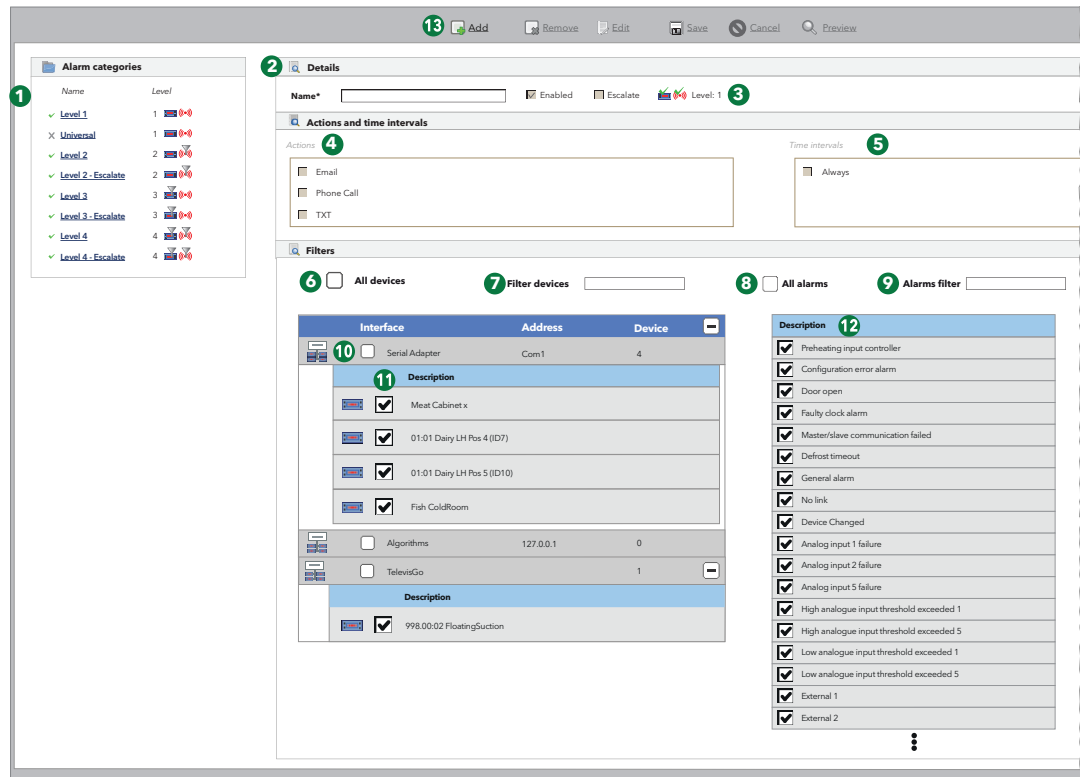 13 Add Remove Edit Save Cancel Preview
Alarm categories
1
Name Level
Level 1 1
Universal 1
Level 2 2
Level 2 - Escalate 2
Level 3 3
Level 3 - Escalate 3
Level 4 4
Level 4 - Escalate 4
2 Details
Name* Enabled Escalate Level: 1 3
Actions and time intervals
Actions 4 Time intervals 5
Email Always
Phone Call
TXT
Filters
6 All devices 7 Filter devices 8 All alarms 9 Alarms filter
Interface Address Device
10 Serial Adapter Com1 4
11 Description
Meat Cabinet x
01:01 Dairy LH Pos 4 (ID7)
01:01 Dairy LH Pos 5 (ID10)
Fish ColdRoom
Algorithms 127.0.0.1 0
TelevisGo 1
Description
998.00:02 FloatingSuction
Description 12
Preheating input controller
Configuration error alarm
Door open
Faulty clock alarm
Master/slave communication failed
Defrost timeout
General alarm
No link
Device Changed
Analog input 1 failure
Analog input 2 failure
Analog input 5 failure
High analogue input threshold exceeded 1
High analogue input threshold exceeded 5
Low analogue input threshold exceeded 1
Low analogue input threshold exceeded 5
External 1
External 2